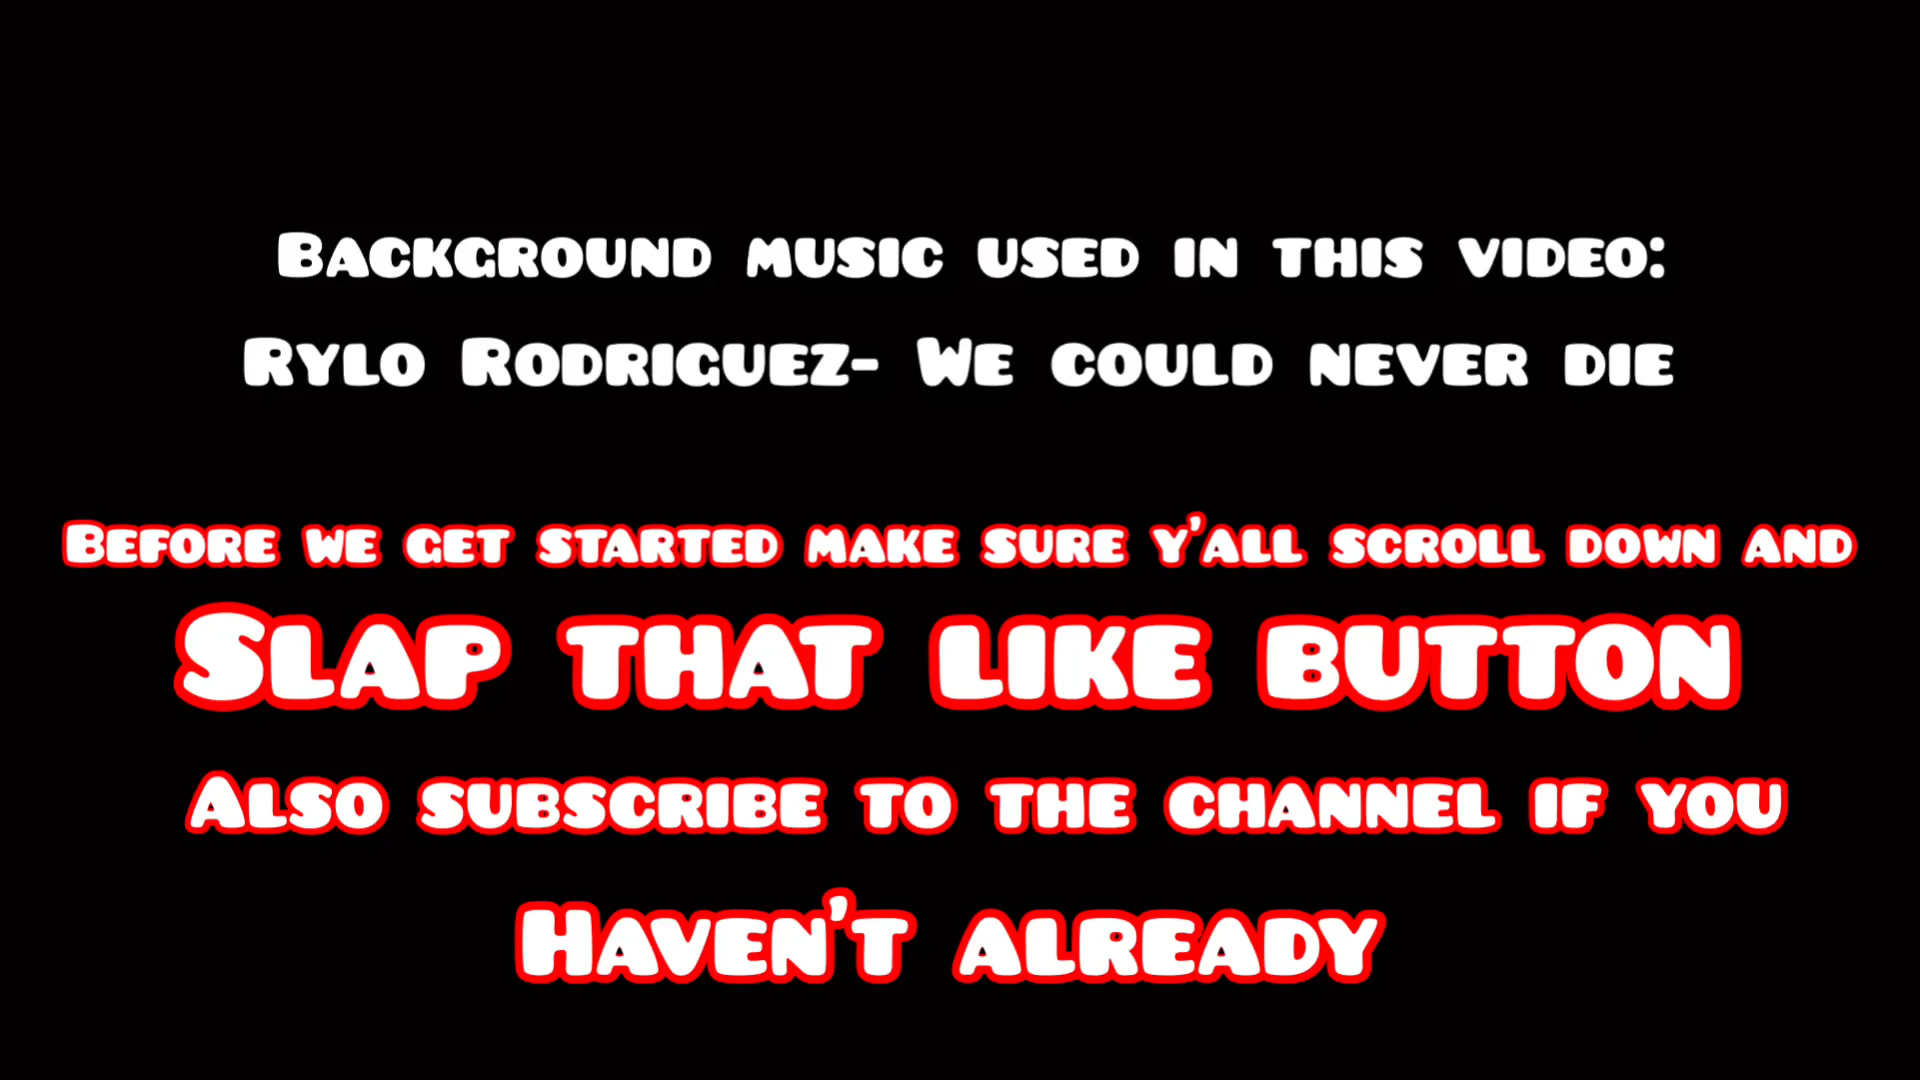 Background music used in this video:
Rylo Rodriguez- We could never die
Before we get started make sure y'all scroll down and
Slap that like button
Also subscribe to the channel if you
Haven't already